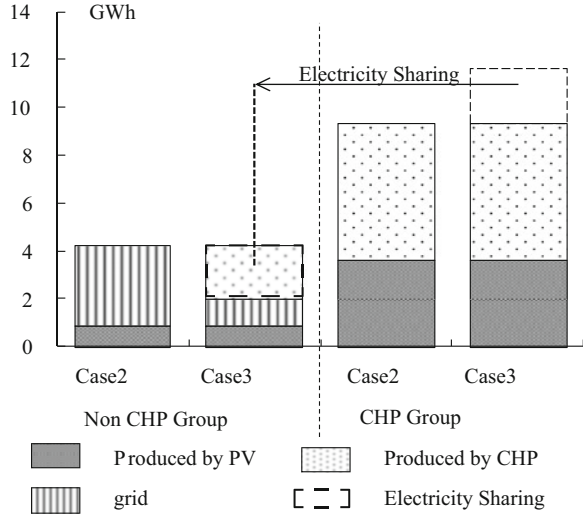 14 GWh
12
Electricity Sharing
10
8
6
4
2
0
Case2 Case3 Case2 Case3
Non CHP Group CHP Group
Produced by PV Produced by CHP
grid Electricity Sharing